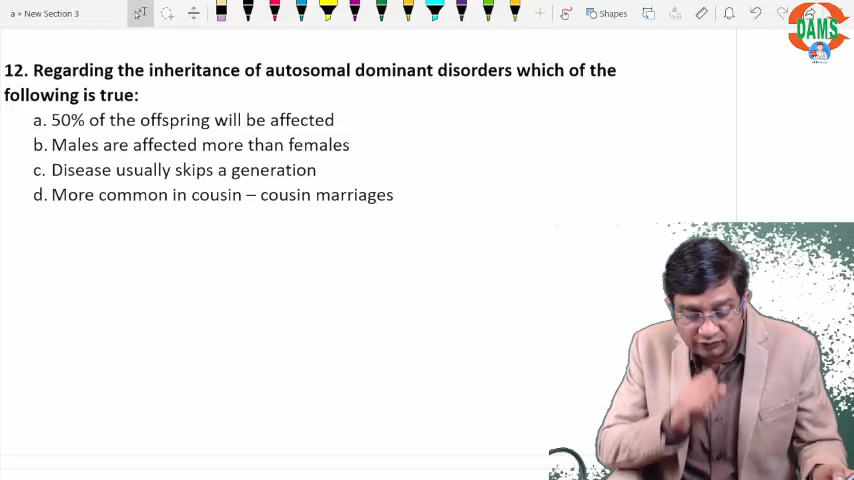 a » New Section 3
Shapes
DAMS
12. Regarding the inheritance of autosomal dominant disorders which of the
following is true:
a. 50% of the offspring will be affected
b. Males are affected more than females
c. Disease usually skips a generation
d. More common in cousin – cousin marriages